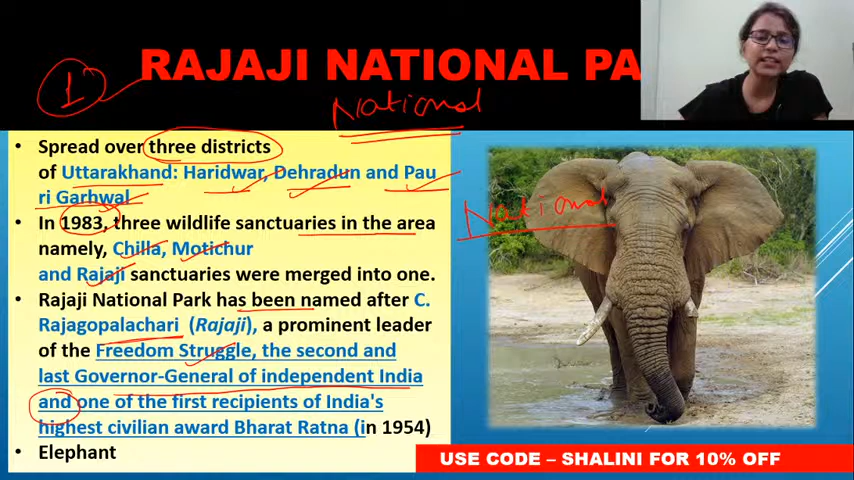 RAJAJI NATIONAL PA
1
National
• Spread over three districts
of Uttarakhand: Haridwar, Dehradun and Pau
ri Garhwal
• In 1983, three wildlife sanctuaries in the area
namely, Chilla, Motichur
and Rajaji sanctuaries were merged into one.
• Rajaji National Park has been named after C.
Rajagopalachari (Rajaji), a prominent leader
of the Freedom Struggle, the second and
last Governor-General of independent India
and one of the first recipients of India's
highest civilian award Bharat Ratna (in 1954)
• Elephant
National
USE CODE – SHALINI FOR 10% OFF